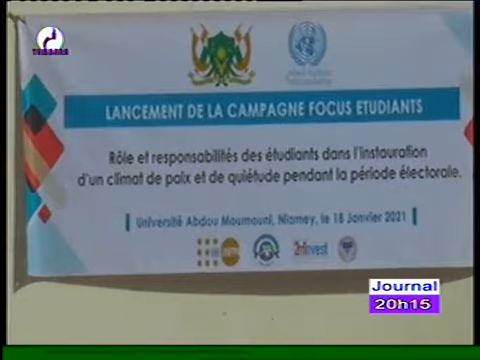 LANCEMENT DE LA CAMPAGNE FOCUS ETUDIANTS
Rôle et responsabilités des étudiants dans l'instauration
d'un climat de paix et de quiétude pendant la période électorale.
Université Abdou Moumouni, Niamey, le 18 Janvier 2021
2mInvest
Journal
20h15